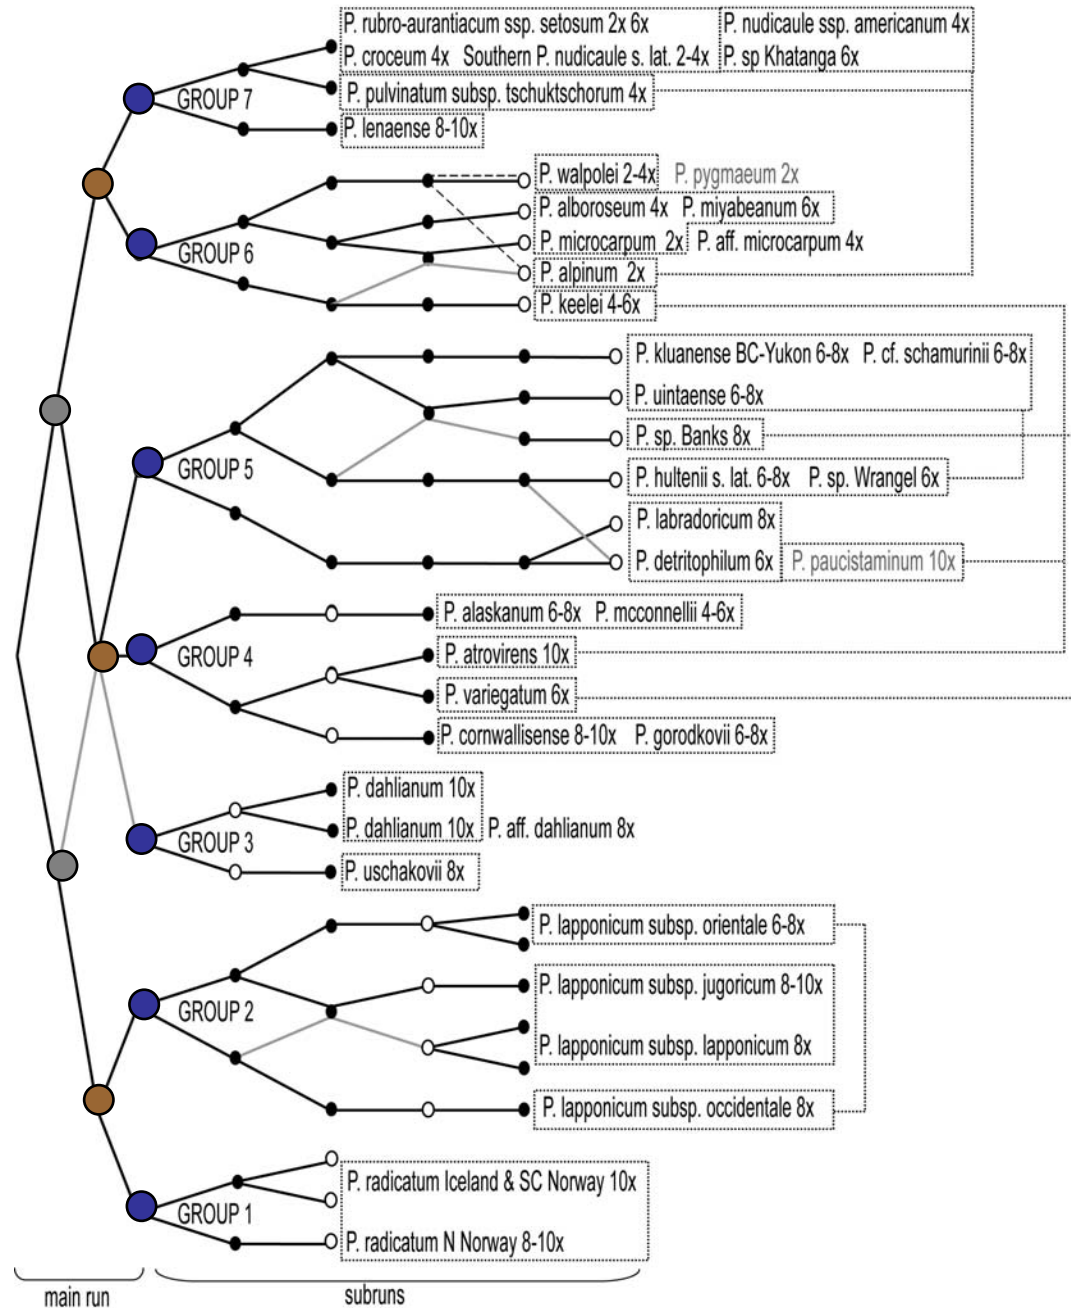 P. rubro-aurantiacum ssp. setosum 2x 6x P. nudicaule ssp. americanum 4x
P. croceum 4x Southern P. nudicaule s. lat. 2-4x P. sp Khatanga 6x
GROUP 7
P. pulvinatum subsp. tschuktschorum 4x
P. lenaense 8-10x
P. walpolei 2-4x P. pygmaeum 2x
P. alboroseum 4x P. miyabeanum 6x
GROUP 6
P. microcarpum 2x P. aff. microcarpum 4x
P. alpinum 2x
P. keelei 4-6x
P. kluanense BC-Yukon 6-8x P. cf. schamurinii 6-8x
P. uintaense 6-8x
P. sp. Banks 8x
GROUP 5
P. hultenii s. lat. 6-8x P. sp. Wrangel 6x
P. labradoricum 8x
P. detritophilum 6x P. paucistaminum 10x
P. alaskanum 6-8x P. mcconnellii 4-6x
GROUP 4
P. atrovirens 10x
P. variegatum 6x
P. cornwallisense 8-10x P. gorodkovii 6-8x
P. dahlianum 10x
P. dahlianum 10x P. aff. dahlianum 8x
GROUP 3
P. uschakovii 8x
P. lapponicum subsp. orientale 6-8x
P. lapponicum subsp. jugoricum 8-10x
GROUP 2
P. lapponicum subsp. lapponicum 8x
P. lapponicum subsp. occidentale 8x
P. radicatum Iceland & SC Norway 10x
GROUP 1
P. radicatum N Norway 8-10x
main run subruns